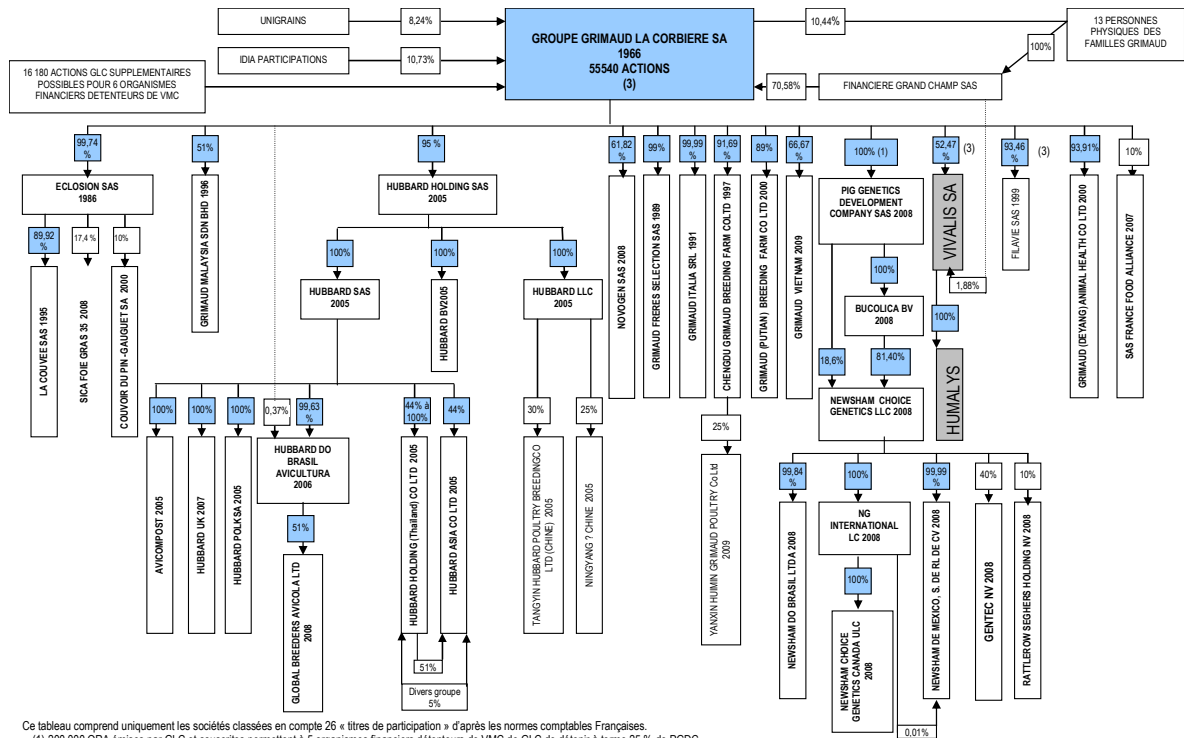 UNIGRAINS
8,24%
GROUPE GRIMAUD LA CORBIERE SA
1966
55540 ACTIONS
(3)
10,44%
13 PERSONNES
PHYSIQUES DES
FAMILLES GRIMAUD
IDIA PARTICIPATIONS
10,73%
100%
16 180 ACTIONS GLC SUPPLEMENTAIRES
POSSIBLES POUR 6 ORGANISMES
FINANCIERS DETENTEURS DE VMC
70,58%
FINANCIERE GRAND CHAMP SAS
99,74
%
51%
95 %
61,82
%
99%
99,99
%
91,69
%
89%
66,67
%
100% (1)
52,47
%
(3)
93,46
%
(3)
93,91%
10%
ECLOSION SAS
1986
GRIMAUD MALAYSIA SDN BHD 1996
HUBBARD HOLDING SAS
2005
NOVOGEN SAS 2008
GRIMAUD FRERES SELECTION SAS 1989
GRIMAUD ITALIA SRL 1991
CHENGDU GRIMAUD BREEDING FARM COLTD 1997
GRIMAUD (PUTIAN) BREEDING FARM CO LTD 2000
GRIMAUD VIETNAM 2009
PIG GENETICS
DEVELOPMENT
COMPANY SAS 2008
VIVALIS SA
FILAVIE SAS 1999
GRIMAUD (DEYANG) ANIMAL HEALTH CO LTD 2000
SAS FRANCE FOOD ALLIANCE 2007
89,92
%
17,4 %
10%
LA COUVEE SAS 1995
SICA FOIE GRAS 35 2008
COUVOIR DU PIN -GAUGUET SA 2000
100%
100%
100%
HUBBARD SAS
2005
HUBBARD BV2005
HUBBARD LLC
2005
100%
1,88%
BUCOLICA BV
2008
100%
18,6%
81,40%
HUMALYS
NEWSHAM CHOICE
GENETICS LLC 2008
100%
100%
100%
0,37%
99,63
%
44% à
100%
44%
30%
25%
25%
AVICOMPOST 2005
HUBBARD UK 2007
HUBBARD POLKSA 2005
HUBBARD DO
BRASIL
AVICULTURA
2006
HUBBARD HOLDING (Thaïland) CO LTD 2005
HUBBARD ASIA CO LTD 2005
TANGYIN HUBBARD POULTRY BREEDINGCO
LTD (CHINE) 2005
NINGYANG ? CHINE 2005
YANXIN HUIMIN GRIMAUD POULTRY Co Ltd
2009
51%
GLOBAL BREEDERS AVICOLA LTD
2008
51%
Divers groupe
5%
99,84
%
100%
99,99
%
40%
10%
NEWSHAM DO BRASIL LTDA 2008
NG
INTERNATIONAL
LC 2008
NEWSHAM DE MEXICO, S. DE RL DE CV 2008
GENTEC NV 2008
RATTLEROW SEGHERS HOLDING NV 2008
100%
NEWSHAM CHOICE
GENETICS CANADA ULC
2008
0,01%
Ce tableau comprend uniquement les sociétés classées en compte 26 « titres de participation » d'après les normes comptables Françaises.